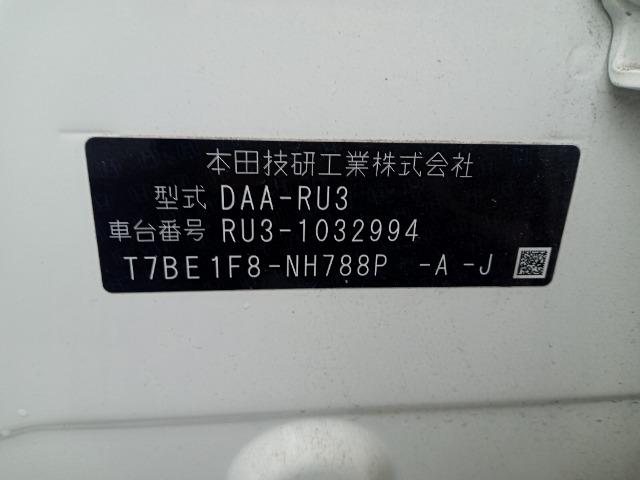 本田技研工業株式会社
型式 DAA-RU3
車台番号 RU3-1032994
T7BE1F8-NH788P -A -J